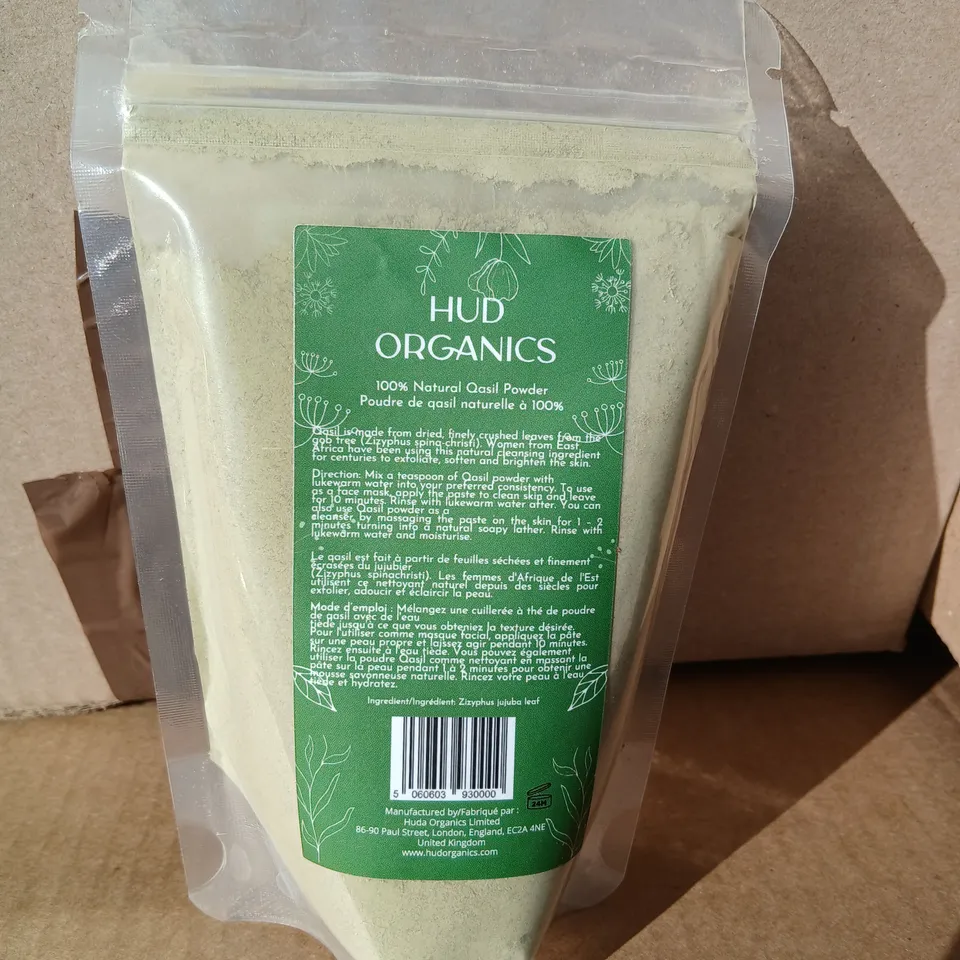 HUD
ORGANICS
100% Natural Qasil Powder
Poudre de qasil naturelle à 100%
Qasil is made from dried, finely crushed leaves from the
gob tree (Zizyphus spina-christi). Women from East
Africa have been using this natural cleansing ingredient
for centuries to exfoliate, soften and brighten the skin.
Direction: Mix a teaspoon of Qasil powder with
lukewarm water into your preferred consistency. To use
as a face mask, apply the paste to clean skin and leave
for 10 minutes. Rinse with lukewarm water after. You can
also use Qasil powder as a
cleanser by massaging the paste on the skin for 1 - 2
minutes turning into a natural soapy lather. Rinse with
lukewarm water and moisturise.
Le qasil est fait à partir de feuilles séchées et finement
écrasées du jujubier
(Zizyphus spinachristi). Les femmes d'Afrique de l'Est
utilisent ce nettoyant naturel depuis des siècles pour
exfolier, adoucir et éclaircir la peau.
Mode d'emploi : Mélangez une cuillerée à thé de poudre
de qasil avec de l'eau
tiède jusqu'à ce que vous obteniez la texture désirée.
Pour l'utiliser comme masque facial, appliquez la pâte
sur une peau propre et laissez agir pendant 10 minutes.
Rincez ensuite à l'eau tiède. Vous pouvez également
utiliser la poudre Qasil comme nettoyant en massant la
pâte sur la peau pendant 1 à 2 minutes pour obtenir une
mousse savonneuse naturelle. Rincez votre peau à l'eau
tiède et hydratez.
Ingredient/Ingrédient: Zizyphus jujuba leaf
5 060603 930000
24M
Manufactured by/Fabriqué par :
Huda Organics Limited
86-90 Paul Street, London, England, EC2A 4NE
United Kingdom
www.hudorganics.com